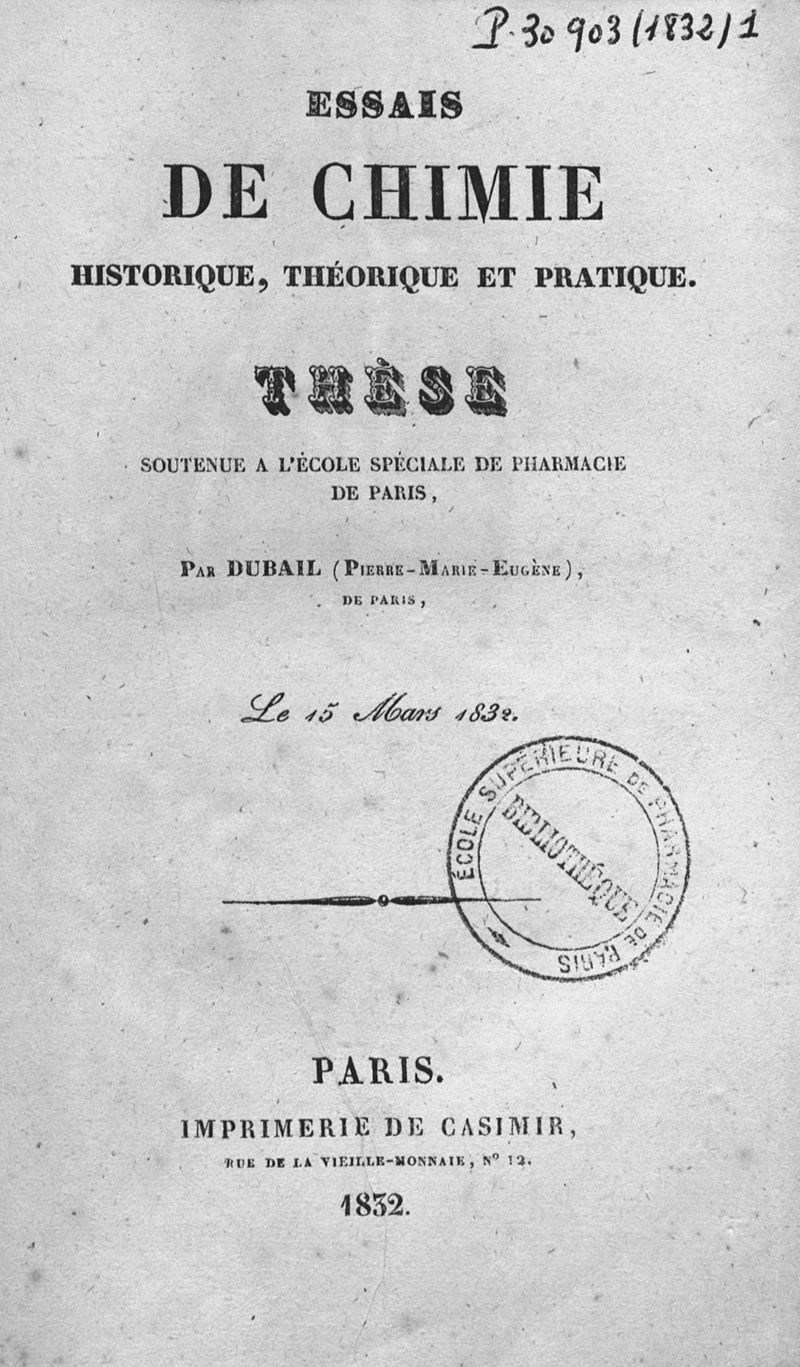 P. 30 903 (1832) 1
ESSAIS
DE CHIMIE
HISTORIQUE, THÉORIQUE ET PRATIQUE.
THÈSE
SOUTENUE A L'ÉCOLE SPÉCIALE DE PHARMACIE
DE PARIS,
PAR DUBAIL (PIERRE-MARIE-EUGÈNE),
DE PARIS,
Le 15 Mars 1832.
ÉCOLE SUPÉRIEURE DE PHARMACIE DE PARIS
BIBLIOTHÉQUE
PARIS.
IMPRIMERIE DE CASIMIR,
RUE DE LA VIEILLE-MONNAIE, N° 12.
1832.